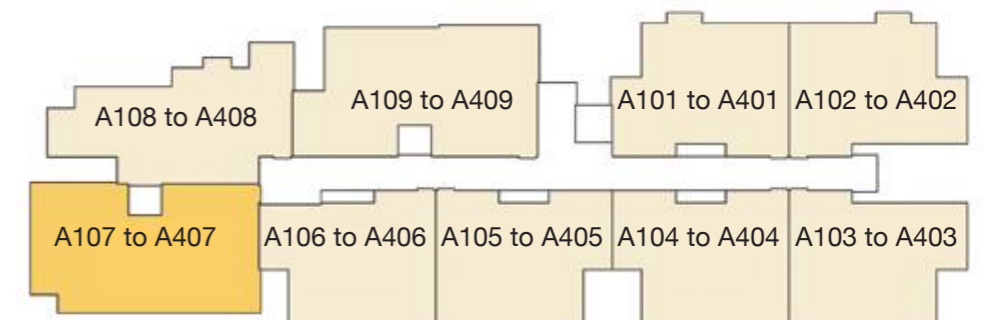 A108 to A408
A109 to A409
A101 to A401
A102 to A402
A107 to A407
A106 to A406
A105 to A405
A104 to A404
A103 to A403